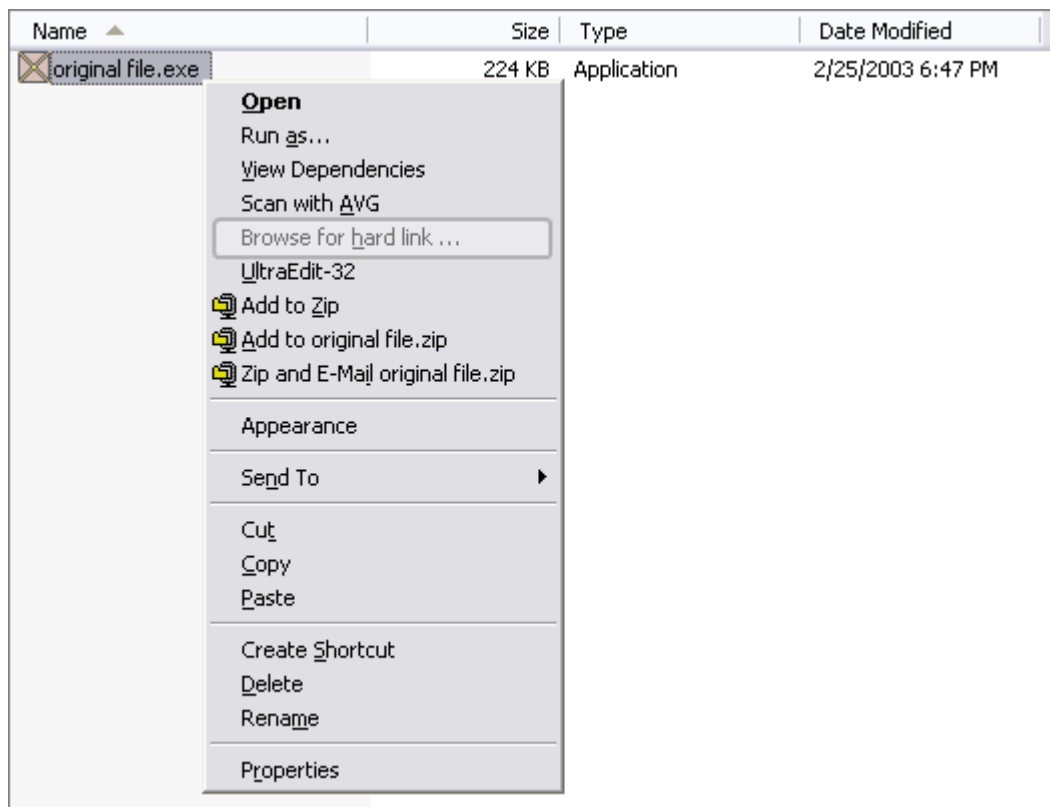 Name Size Type Date Modified
original file.exe 224 KB Application 2/25/2003 6:47 PM
Open
Run as...
View Dependencies
Scan with AVG
Browse for hard link ...
UltraEdit-32
Add to Zip
Add to original file.zip
Zip and E-Mail original file.zip
Appearance
Send To
Cut
Copy
Paste
Create Shortcut
Delete
Rename
Properties